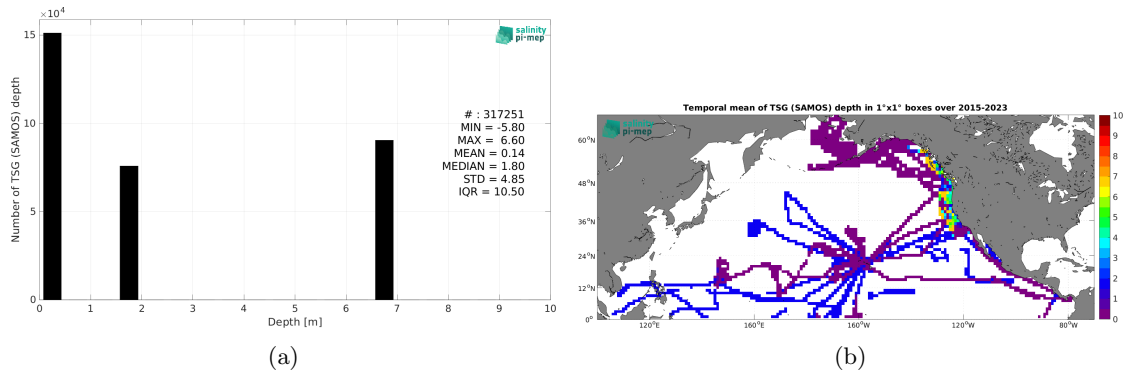 ×10⁴
15
10
5
0
Number of TSG (SAMOS) depth
salinity
pi-mep
# : 317251
MIN = -5.80
MAX = 6.60
MEAN = 0.14
MEDIAN = 1.80
STD = 4.85
IQR = 10.50
0 1 2 3 4 5 6 7 8 9 10
Depth [m]
(a)
Temporal mean of TSG (SAMOS) depth in 1°x1° boxes over 2015-2023
salinity
pi-mep
60°N
48°N
36°N
24°N
12°N
0°
120°E 160°E 160°W 120°W 80°W
10
9
8
7
6
5
4
3
2
1
0
(b)